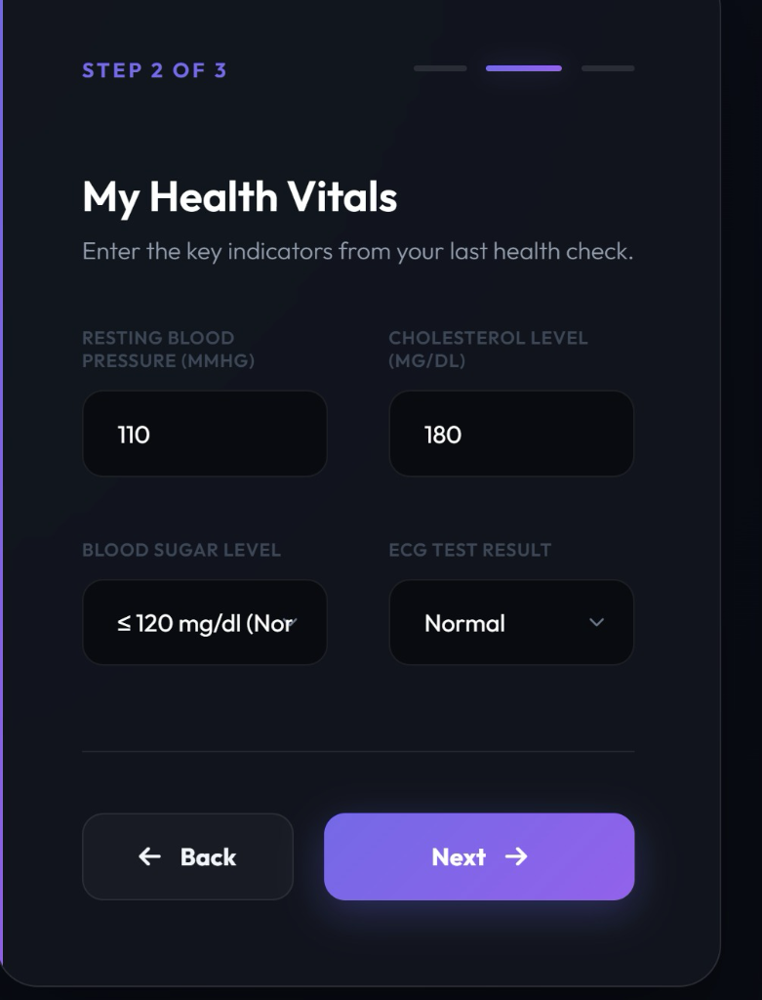 STEP 2 OF 3
My Health Vitals
Enter the key indicators from your last health check.
RESTING BLOOD
PRESSURE (MMHG)
110
CHOLESTEROL LEVEL
(MG/DL)
180
BLOOD SUGAR LEVEL
≤ 120 mg/dl (Nor
ECG TEST RESULT
Normal
Back
Next